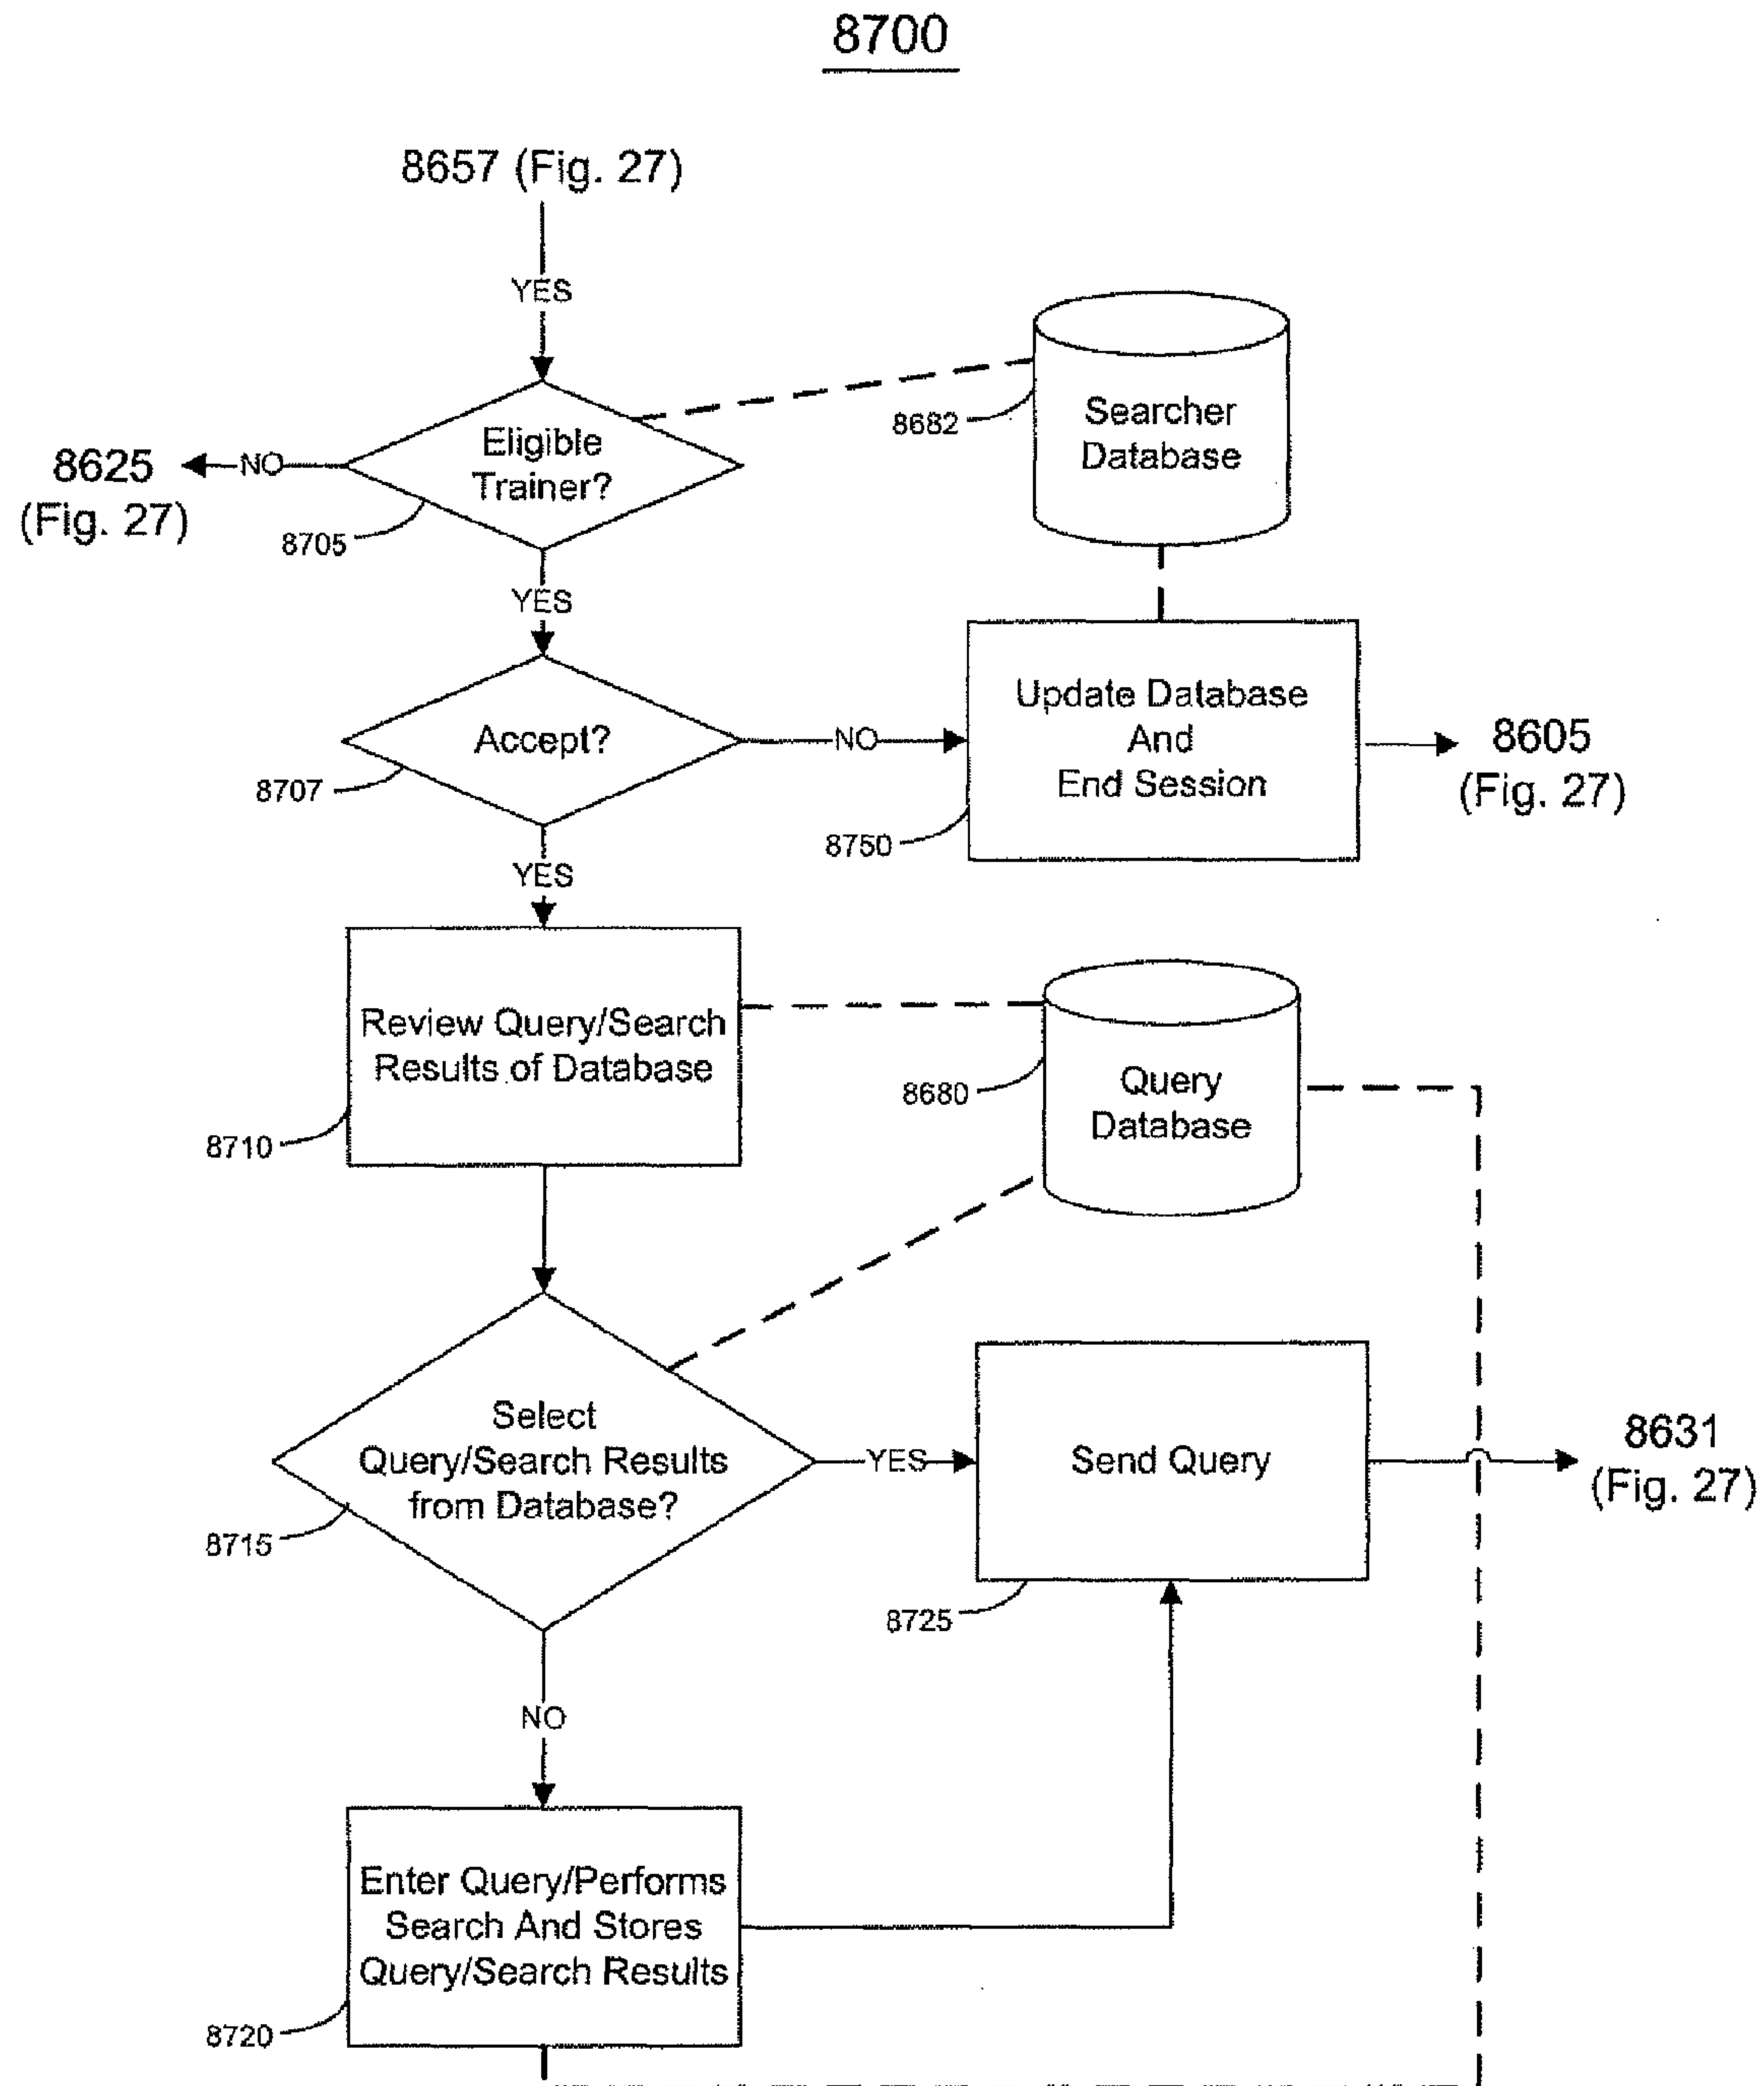 8700
8657 (Fig. 27)
YES
Eligible
Trainer?
8705
NO
8625
(Fig. 27)
8682
Searcher
Database
YES
Accept?
8707
NO
Update Database
And
End Session
8750
8605
(Fig. 27)
YES
Review Query/Search
Results of Database
8710
8680
Query
Database
Select
Query/Search Results
from Database?
8715
YES
Send Query
8725
8631
(Fig. 27)
NO
Enter Query/Performs
Search And Stores
Query/Search Results
8720